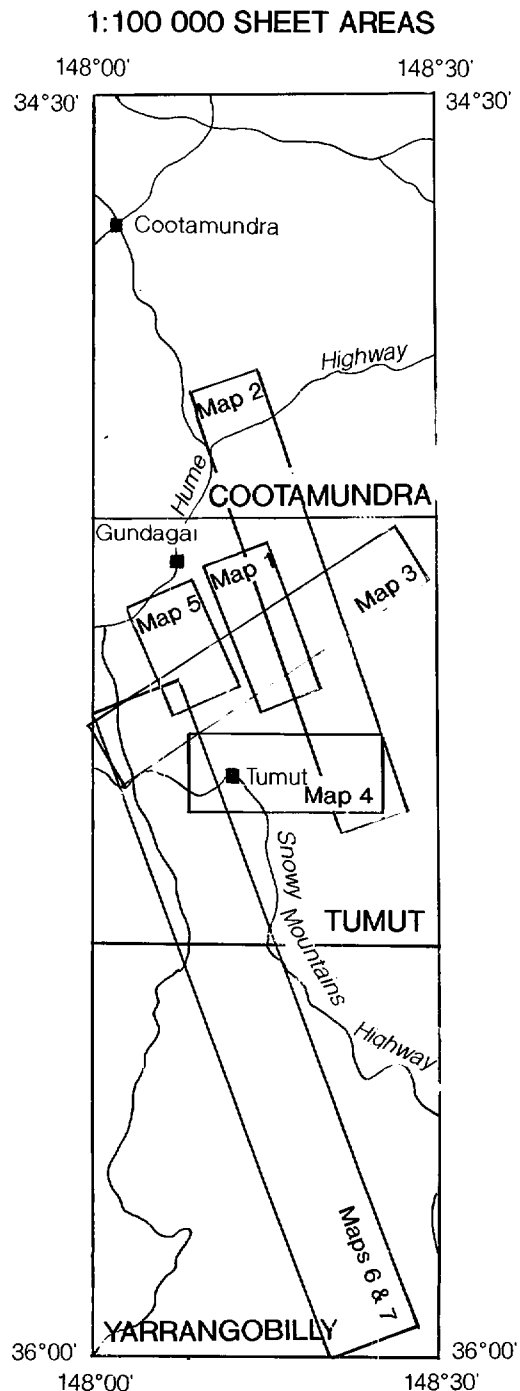 1:100 000 SHEET AREAS
148°00' 148°30'
34°30' 34°30'
Cootamundra
Highway
Map 2
Hume
COOTAMUNDRA
Gundagai
Map 1
Map 3
Map 5
Tumut
Map 4
Snowy Mountains Highway
TUMUT
Maps 6 & 7
YARRANGOBILLY
36°00' 36°00'
148°00' 148°30'